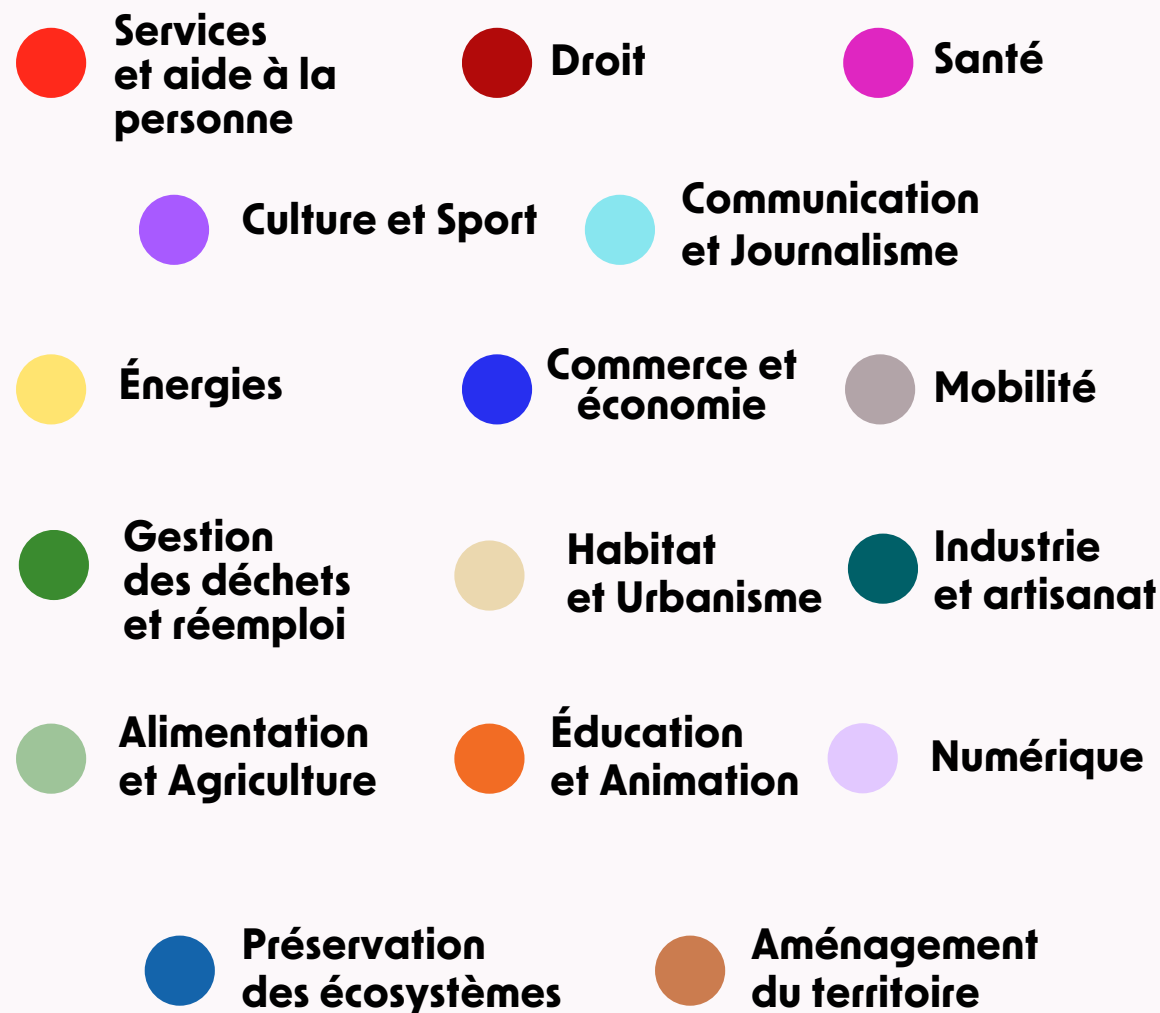 Services
et aide à la
personne
Droit
Santé
Culture et Sport
Communication
et Journalisme
Énergies
Commerce et
économie
Mobilité
Gestion
des déchets
et réemploi
Habitat
et Urbanisme
Industrie
et artisanat
Alimentation
et Agriculture
Éducation
et Animation
Numérique
Préservation
des écosystèmes
Aménagement
du territoire